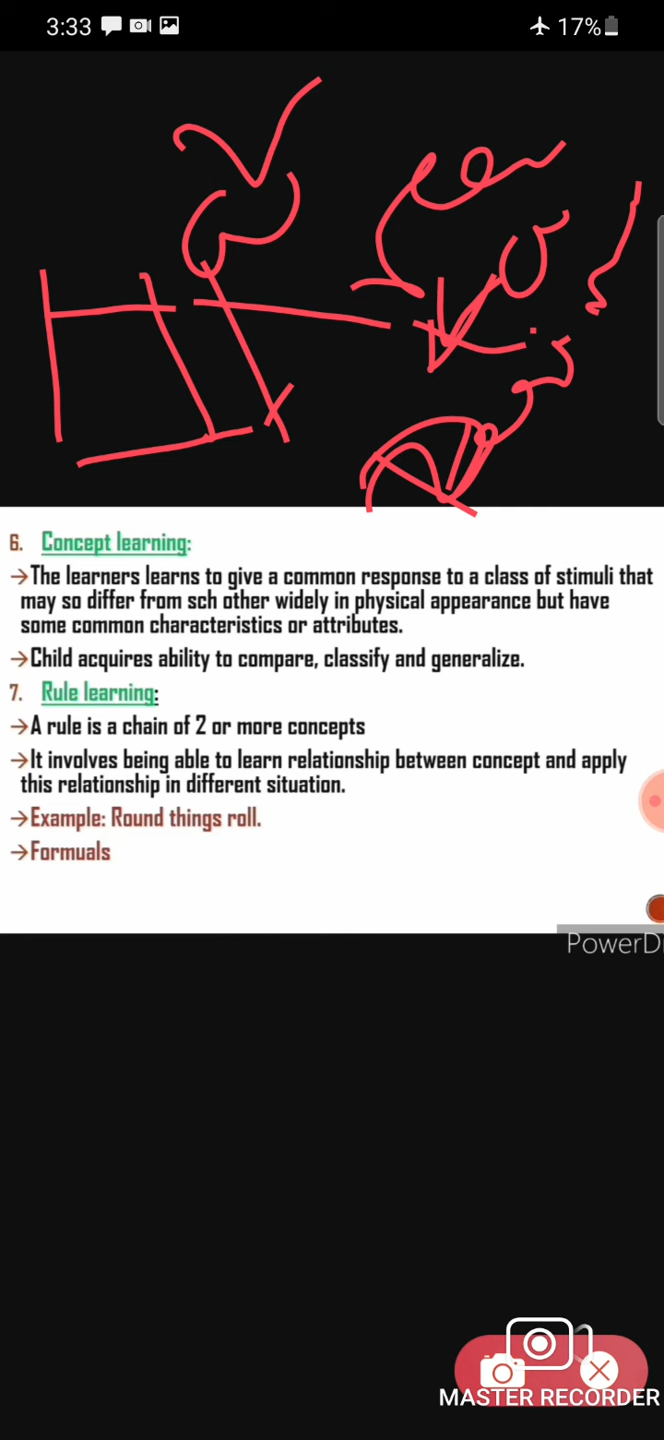 3:33
17%
6. Concept learning:
→The learners learns to give a common response to a class of stimuli that
may so differ from sch other widely in physical appearance but have
some common characteristics or attributes.
→Child acquires ability to compare, classify and generalize.
7. Rule learning:
→A rule is a chain of 2 or more concepts
→It involves being able to learn relationship between concept and apply
this relationship in different situation.
→Example: Round things roll.
→Formuals
PowerDi
MASTER RECORDER